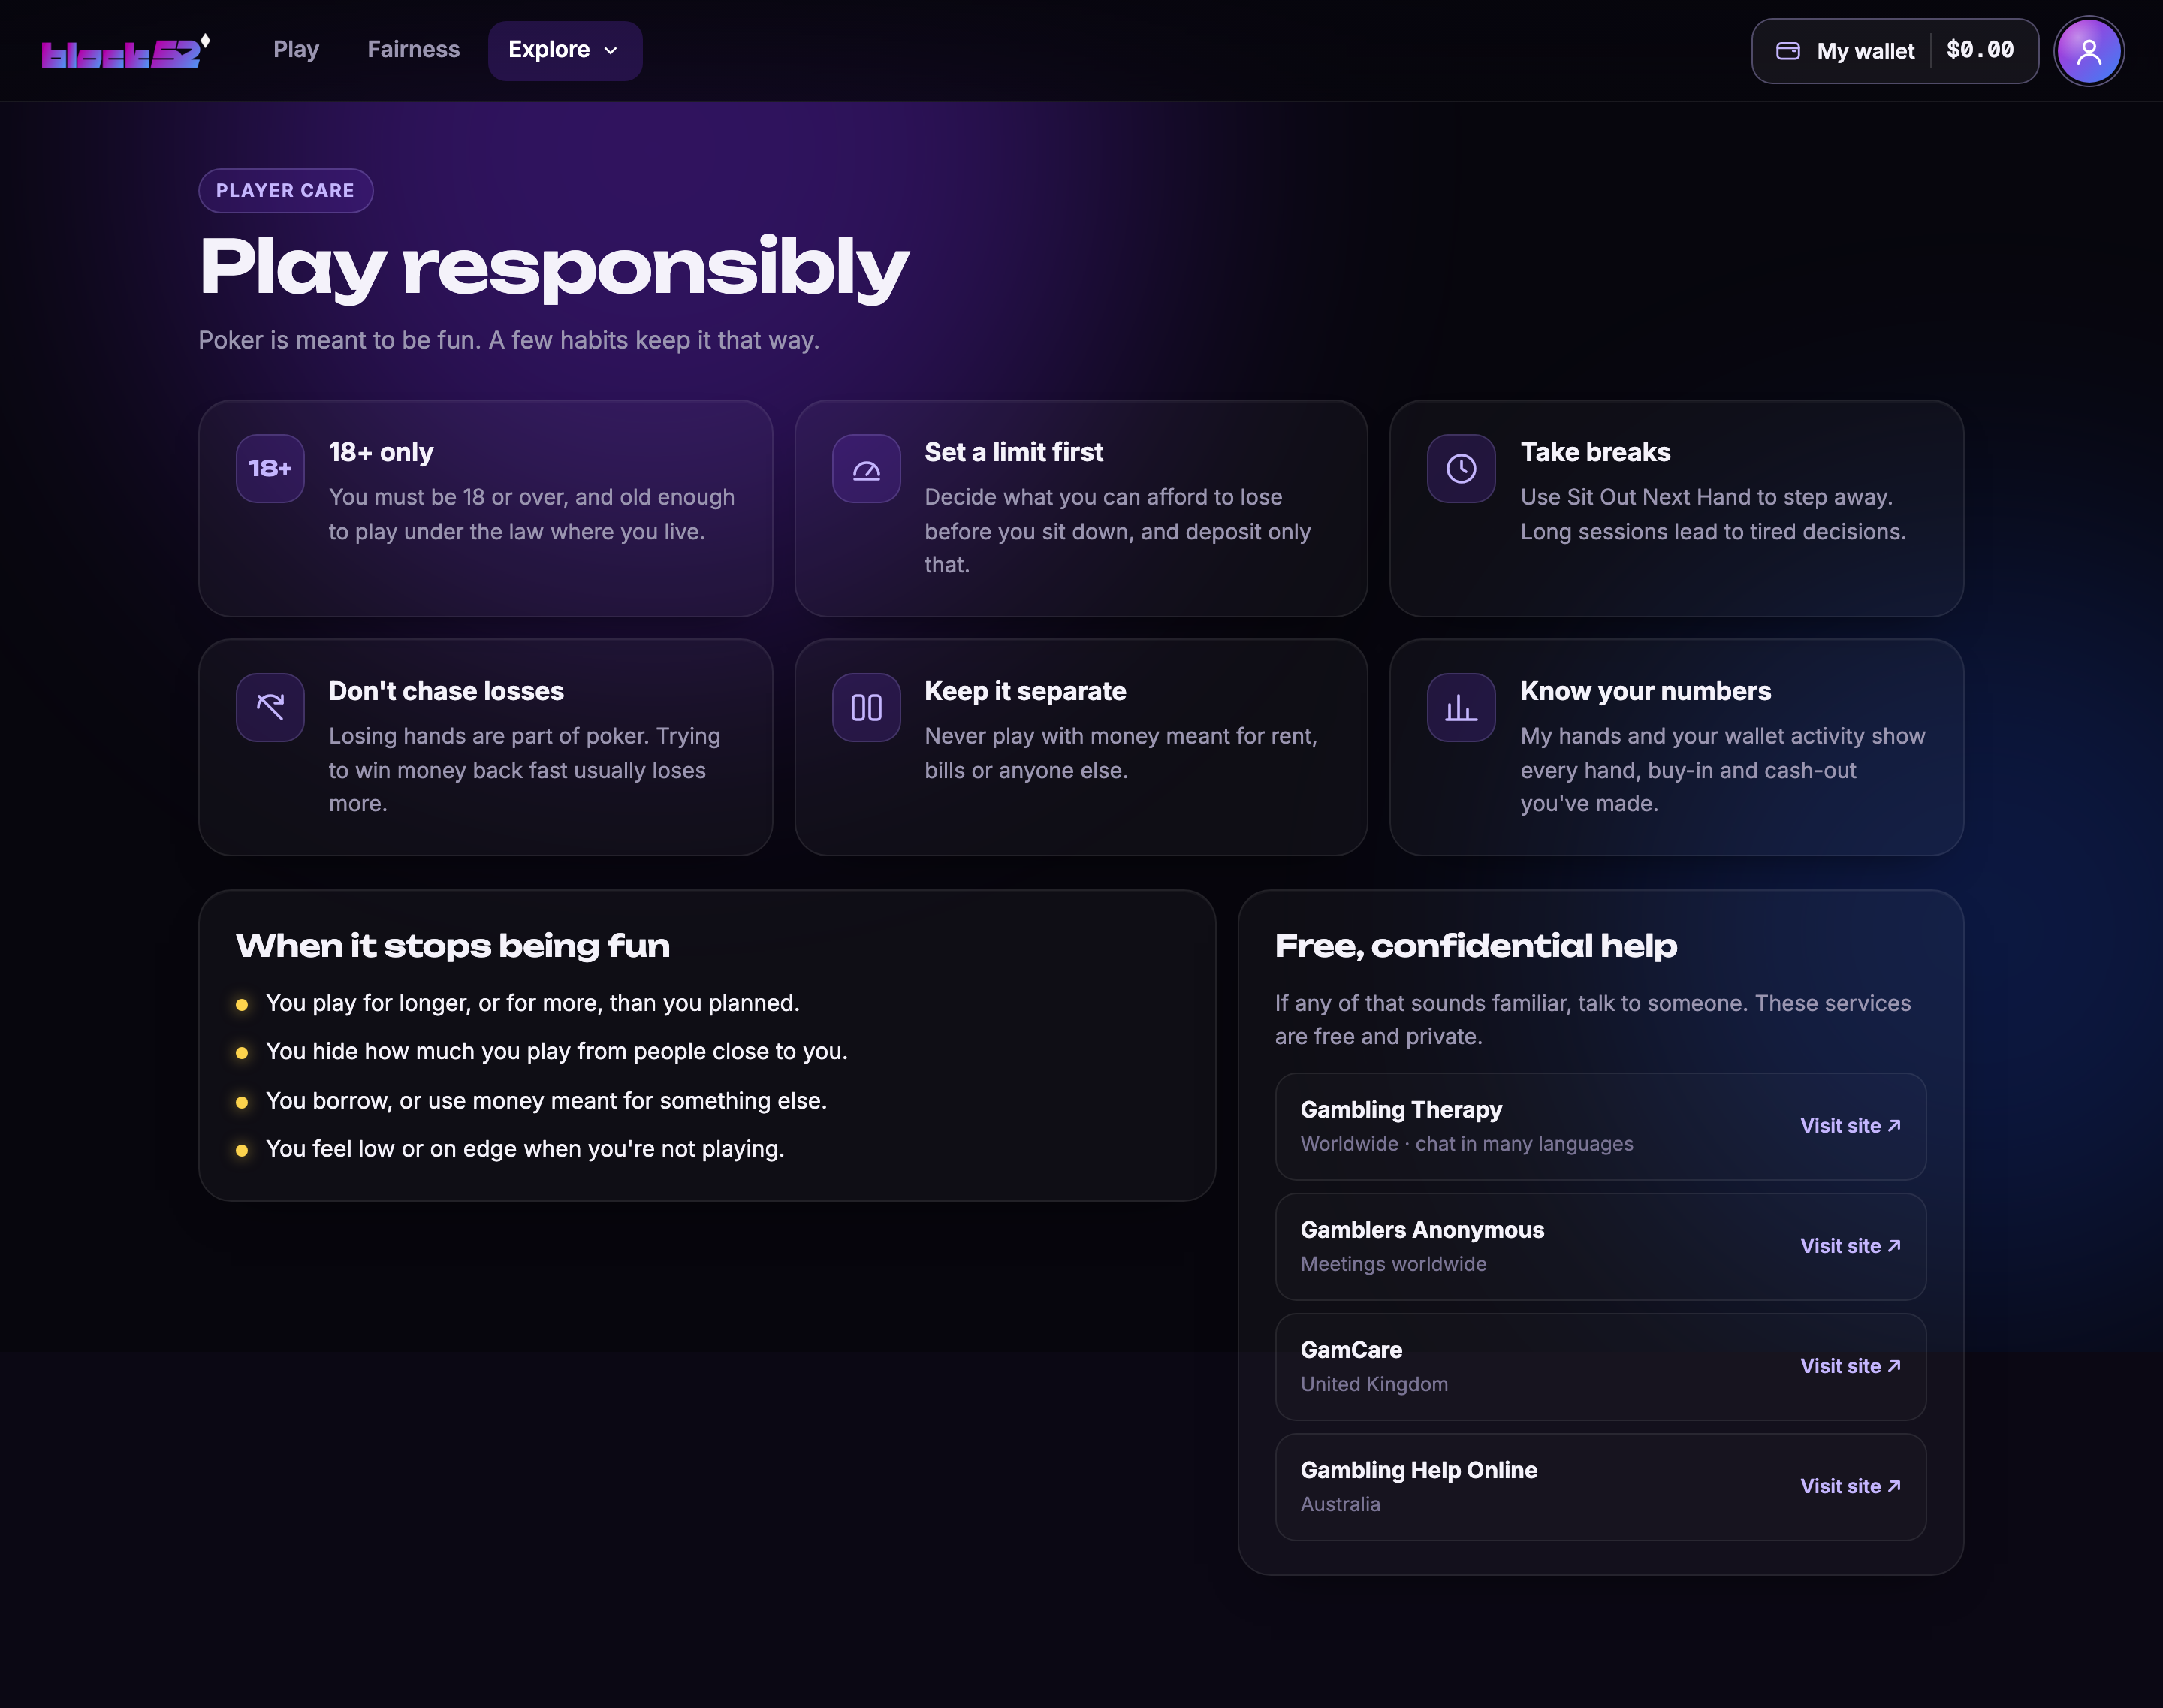 block52
Play
Fairness
Explore
My wallet
$0.00
PLAYER CARE
Play responsibly
Poker is meant to be fun. A few habits keep it that way.
18+
18+ only
You must be 18 or over, and old enough
to play under the law where you live.
Set a limit first
Decide what you can afford to lose
before you sit down, and deposit only
that.
Take breaks
Use Sit Out Next Hand to step away.
Long sessions lead to tired decisions.
Don't chase losses
Losing hands are part of poker. Trying
to win money back fast usually loses
more.
Keep it separate
Never play with money meant for rent,
bills or anyone else.
Know your numbers
My hands and your wallet activity show
every hand, buy-in and cash-out
you've made.
When it stops being fun
You play for longer, or for more, than you planned.
You hide how much you play from people close to you.
You borrow, or use money meant for something else.
You feel low or on edge when you're not playing.
Free, confidential help
If any of that sounds familiar, talk to someone. These services
are free and private.
Gambling Therapy
Worldwide · chat in many languages
Visit site ↗
Gamblers Anonymous
Meetings worldwide
Visit site ↗
GamCare
United Kingdom
Visit site ↗
Gambling Help Online
Australia
Visit site ↗